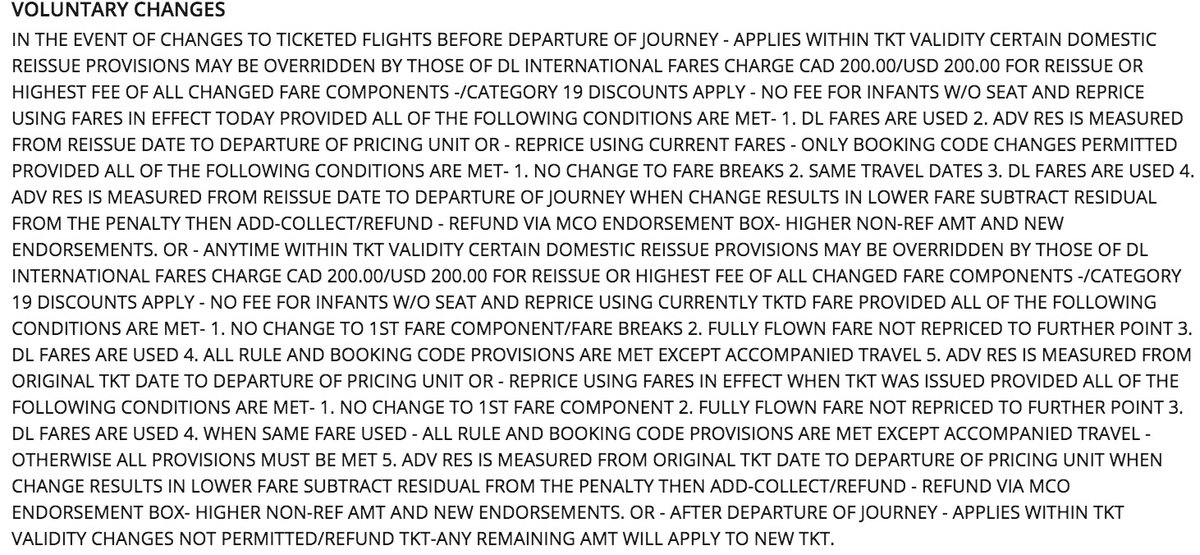 VOLUNTARY CHANGES
IN THE EVENT OF CHANGES TO TICKETED FLIGHTS BEFORE DEPARTURE OF JOURNEY - APPLIES WITHIN TKT VALIDITY CERTAIN DOMESTIC
REISSUE PROVISIONS MAY BE OVERRIDDEN BY THOSE OF DL INTERNATIONAL FARES CHARGE CAD 200.00/USD 200.00 FOR REISSUE OR
HIGHEST FEE OF ALL CHANGED FARE COMPONENTS -/CATEGORY 19 DISCOUNTS APPLY - NO FEE FOR INFANTS W/O SEAT AND REPRICE
USING FARES IN EFFECT TODAY PROVIDED ALL OF THE FOLLOWING CONDITIONS ARE MET- 1. DL FARES ARE USED 2. ADV RES IS MEASURED
FROM REISSUE DATE TO DEPARTURE OF PRICING UNIT OR - REPRICE USING CURRENT FARES - ONLY BOOKING CODE CHANGES PERMITTED
PROVIDED ALL OF THE FOLLOWING CONDITIONS ARE MET- 1. NO CHANGE TO FARE BREAKS 2. SAME TRAVEL DATES 3. DL FARES ARE USED 4.
ADV RES IS MEASURED FROM REISSUE DATE TO DEPARTURE OF JOURNEY WHEN CHANGE RESULTS IN LOWER FARE SUBTRACT RESIDUAL
FROM THE PENALTY THEN ADD-COLLECT/REFUND - REFUND VIA MCO ENDORSEMENT BOX- HIGHER NON-REF AMT AND NEW
ENDORSEMENTS. OR - ANYTIME WITHIN TKT VALIDITY CERTAIN DOMESTIC REISSUE PROVISIONS MAY BE OVERRIDDEN BY THOSE OF DL
INTERNATIONAL FARES CHARGE CAD 200.00/USD 200.00 FOR REISSUE OR HIGHEST FEE OF ALL CHANGED FARE COMPONENTS -/CATEGORY
19 DISCOUNTS APPLY - NO FEE FOR INFANTS W/O SEAT AND REPRICE USING CURRENTLY TKTD FARE PROVIDED ALL OF THE FOLLOWING
CONDITIONS ARE MET- 1. NO CHANGE TO 1ST FARE COMPONENT/FARE BREAKS 2. FULLY FLOWN FARE NOT REPRICED TO FURTHER POINT 3.
DL FARES ARE USED 4. ALL RULE AND BOOKING CODE PROVISIONS ARE MET EXCEPT ACCOMPANIED TRAVEL 5. ADV RES IS MEASURED FROM
ORIGINAL TKT DATE TO DEPARTURE OF PRICING UNIT OR - REPRICE USING FARES IN EFFECT WHEN TKT WAS ISSUED PROVIDED ALL OF THE
FOLLOWING CONDITIONS ARE MET- 1. NO CHANGE TO 1ST FARE COMPONENT 2. FULLY FLOWN FARE NOT REPRICED TO FURTHER POINT 3.
DL FARES ARE USED 4. WHEN SAME FARE USED - ALL RULE AND BOOKING CODE PROVISIONS ARE MET EXCEPT ACCOMPANIED TRAVEL -
OTHERWISE ALL PROVISIONS MUST BE MET 5. ADV RES IS MEASURED FROM ORIGINAL TKT DATE TO DEPARTURE OF PRICING UNIT WHEN
CHANGE RESULTS IN LOWER FARE SUBTRACT RESIDUAL FROM THE PENALTY THEN ADD-COLLECT/REFUND - REFUND VIA MCO
ENDORSEMENT BOX- HIGHER NON-REF AMT AND NEW ENDORSEMENTS. OR - AFTER DEPARTURE OF JOURNEY - APPLIES WITHIN TKT
VALIDITY CHANGES NOT PERMITTED/REFUND TKT-ANY REMAINING AMT WILL APPLY TO NEW TKT.